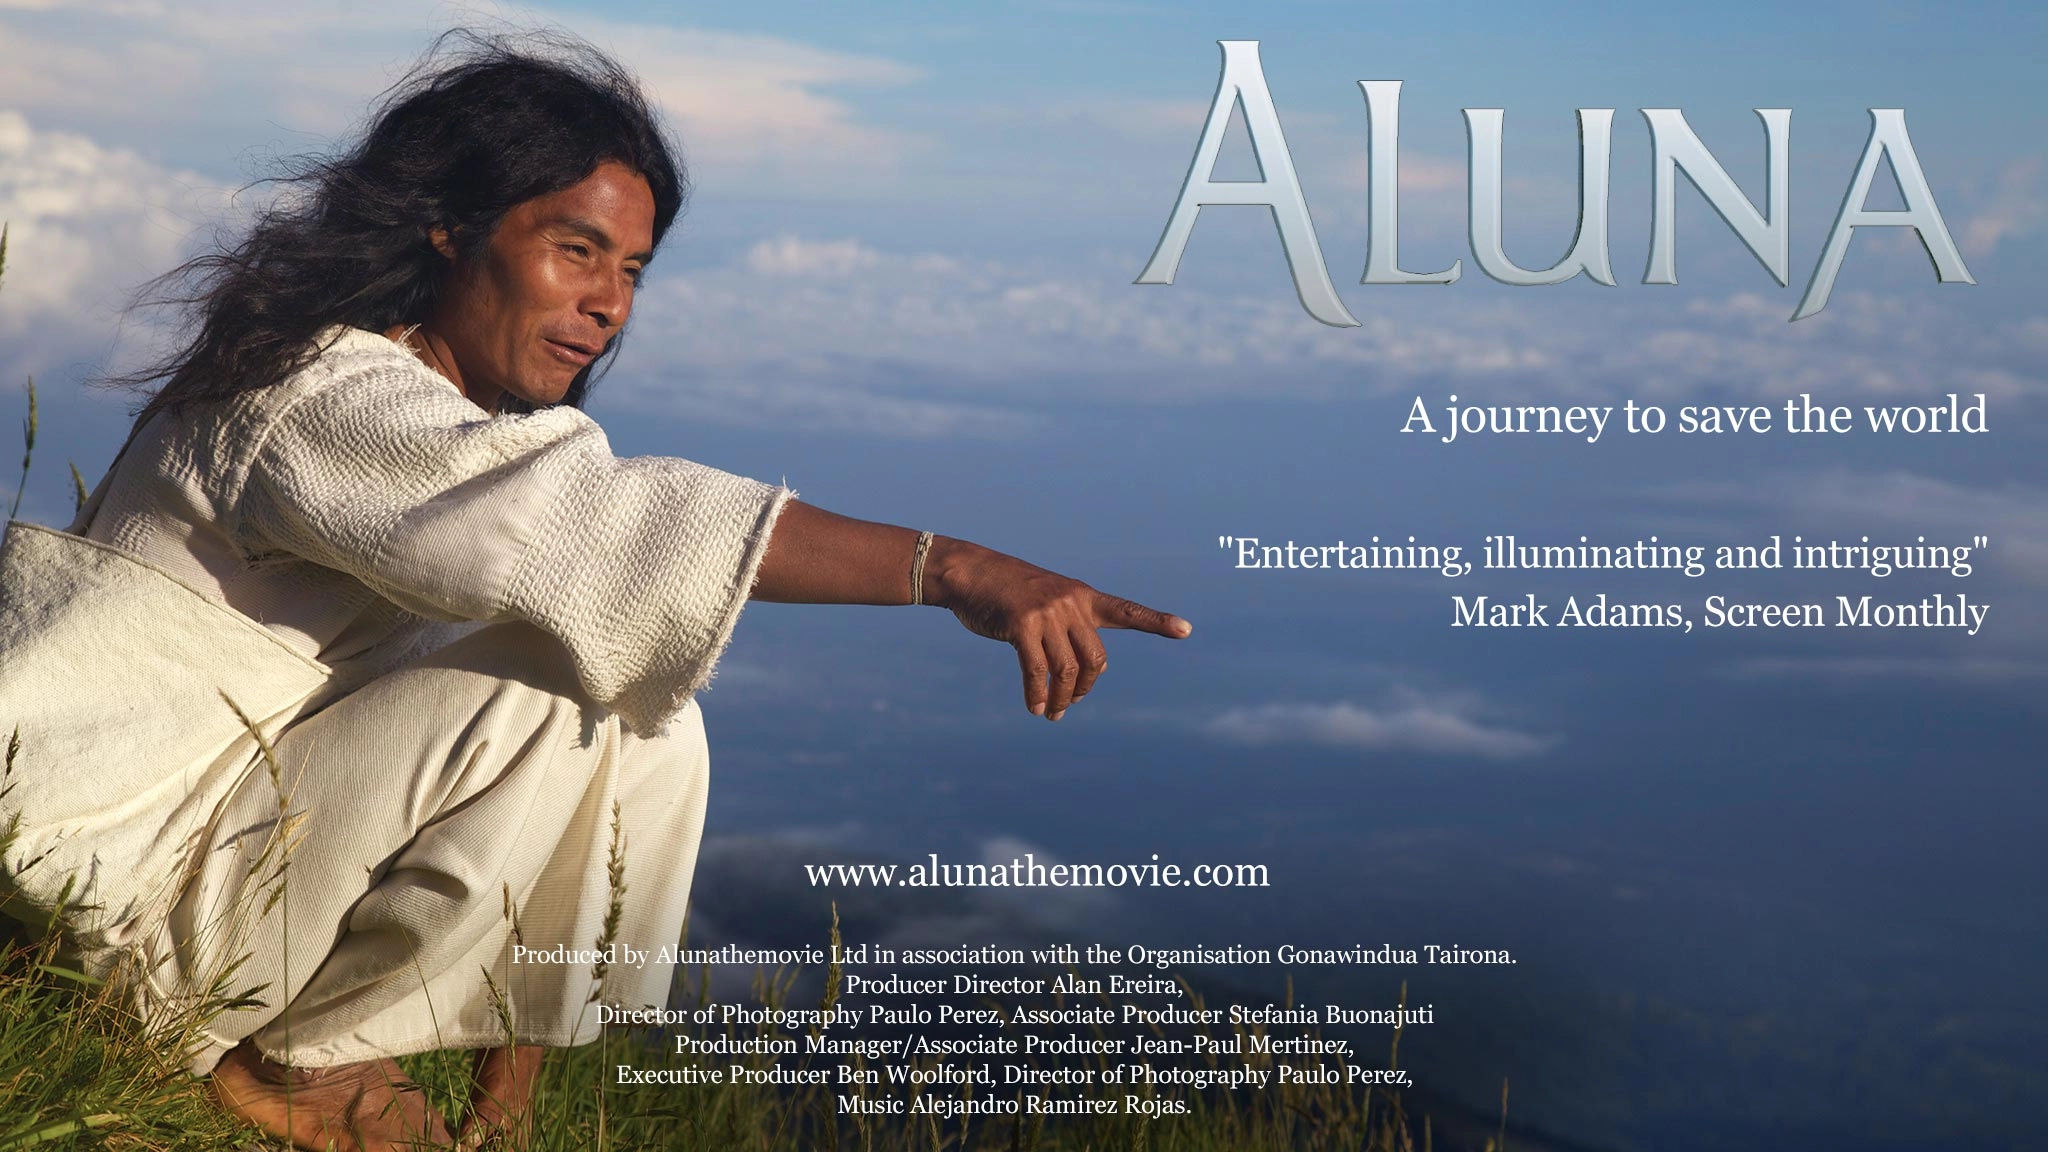 ALUNA
A journey to save the world
"Entertaining, illuminating and intriguing"
Mark Adams, Screen Monthly
www.alunathemovie.com
Produced by Alunathemovie Ltd in association with the Organisation Gonawindua Tairona.
Producer Director Alan Ereira,
Director of Photography Paulo Perez, Associate Producer Stefania Buonajuti
Production Manager/Associate Producer Jean-Paul Mertinez,
Executive Producer Ben Woolford, Director of Photography Paulo Perez,
Music Alejandro Ramirez Rojas.